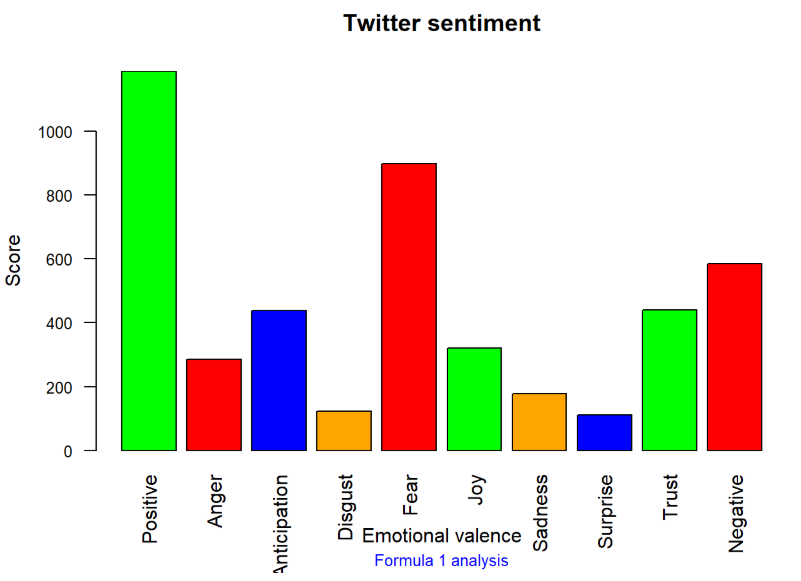 Twitter sentiment
Score
1000
800
600
400
200
0
Positive
Anger
Anticipation
Disgust
Fear
Joy
Sadness
Surprise
Trust
Negative
Emotional valence
Formula 1 analysis